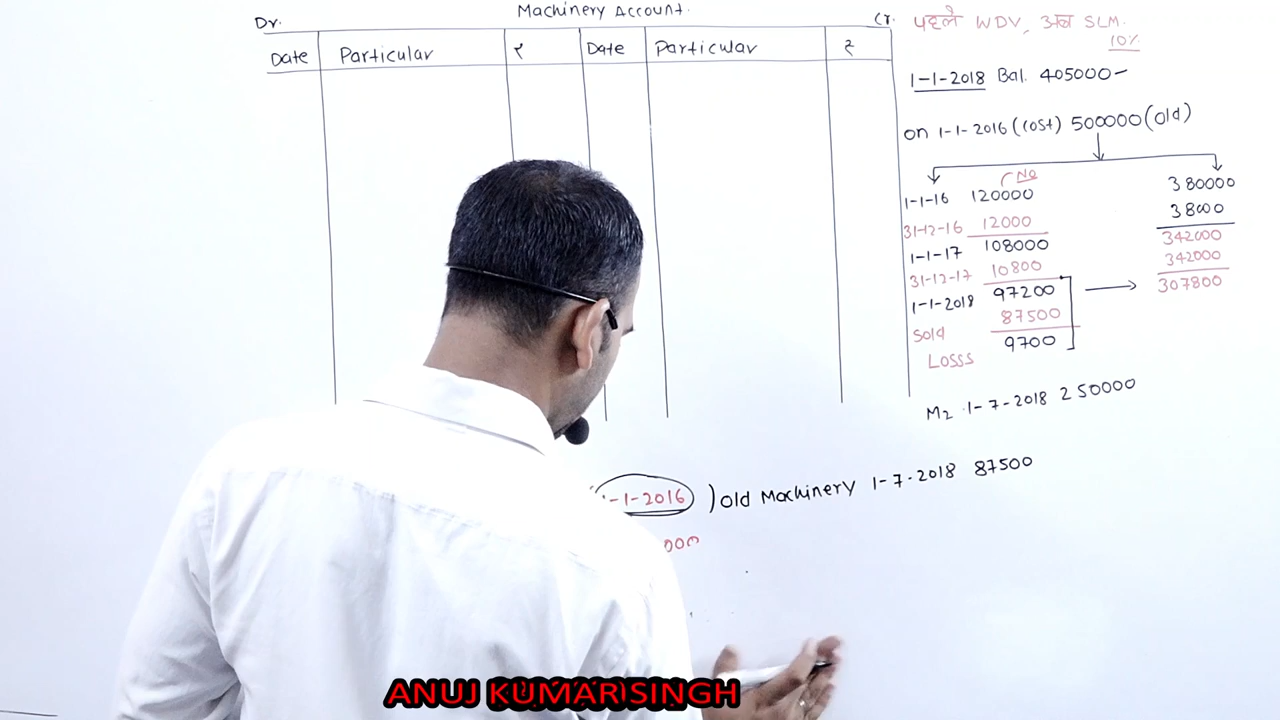 Machinery Account.
Dr. Cr.
Date Particular ₹ Date Particular ₹
पहले WDV, अब SLM.
10%
1-1-2018 Bal. 405000-
on 1-1-2016 (cost) 500000 (old)
No
1-1-16 120000
31-12-16 12000
1-1-17 108000
31-12-17 10800
1-1-2018 97200
Sold 87500
Losss 9700
380000
38000
342000
342000
307800
M2 1-7-2018 250000
1-1-2016) old Machinery 1-7-2018 87500
000
ANUJ KUMAR SINGH